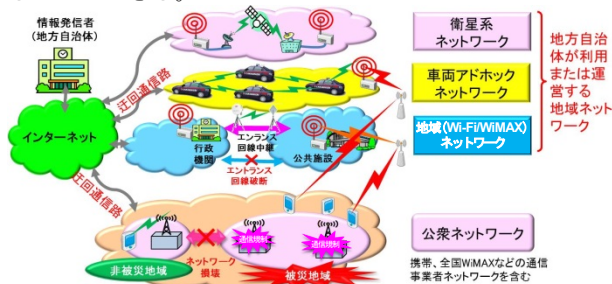 情報発信者
(地方自治体)
迂回通信路
インターネット
迂回通信路
行政
機関
エンランス
回線中継
エントランス
回線破断
公共施設
通信規制
通信規制
ネットワーク
損壊
非被災地域
被災地域
衛星系
ネットワーク
車両アドホック
ネットワーク
地域(Wi-Fi/WiMAX)
ネットワーク
地方自治
体が利用
または運
営する
地域ネット
ワーク
公衆ネットワーク
携帯、全国WiMAXなどの通信
事業者ネットワークを含む